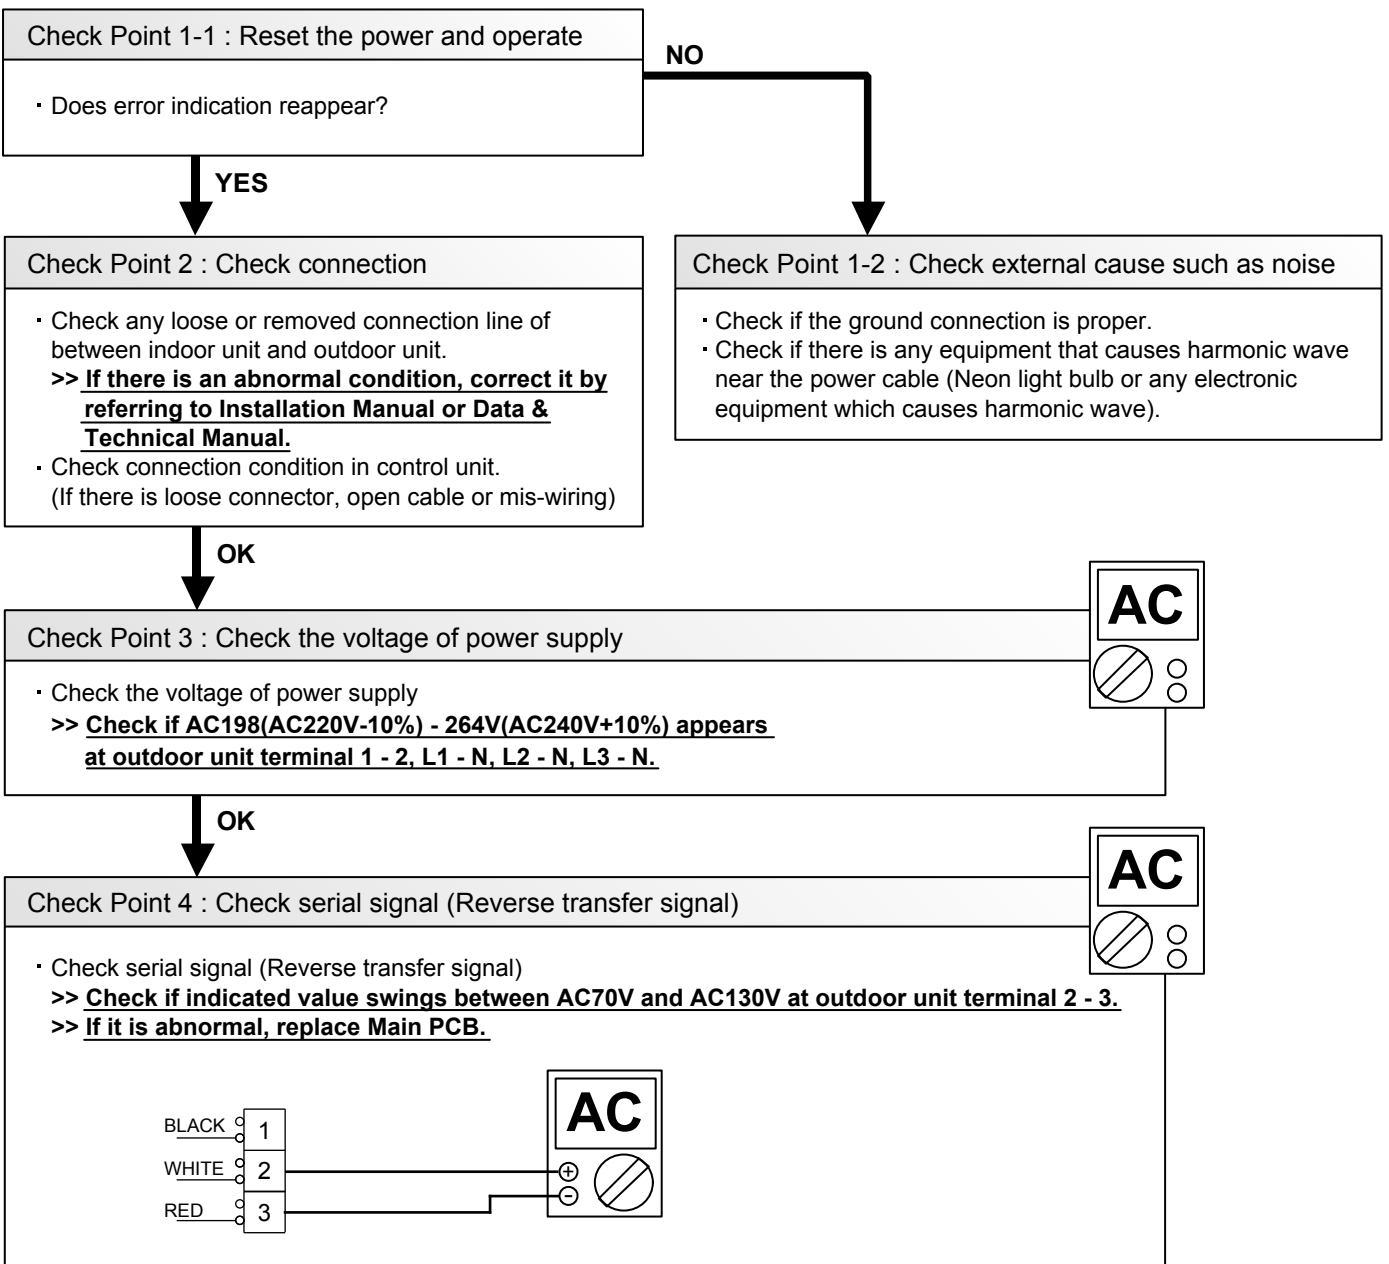 Check Point 1-1 : Reset the power and operate
· Does error indication reappear?
NO
YES
Check Point 2 : Check connection
· Check any loose or removed connection line of
between indoor unit and outdoor unit.
>> If there is an abnormal condition, correct it by
referring to Installation Manual or Data &
Technical Manual.
· Check connection condition in control unit.
(If there is loose connector, open cable or mis-wiring)
Check Point 1-2 : Check external cause such as noise
· Check if the ground connection is proper.
· Check if there is any equipment that causes harmonic wave
near the power cable (Neon light bulb or any electronic
equipment which causes harmonic wave).
OK
Check Point 3 : Check the voltage of power supply
AC
· Check the voltage of power supply
>> Check if AC198(AC220V-10%) - 264V(AC240V+10%) appears
at outdoor unit terminal 1 - 2, L1 - N, L2 - N, L3 - N.
OK
Check Point 4 : Check serial signal (Reverse transfer signal)
AC
· Check serial signal (Reverse transfer signal)
>> Check if indicated value swings between AC70V and AC130V at outdoor unit terminal 2 - 3.
>> If it is abnormal, replace Main PCB.
AC
BLACK 1
WHITE 2 +
RED 3 -